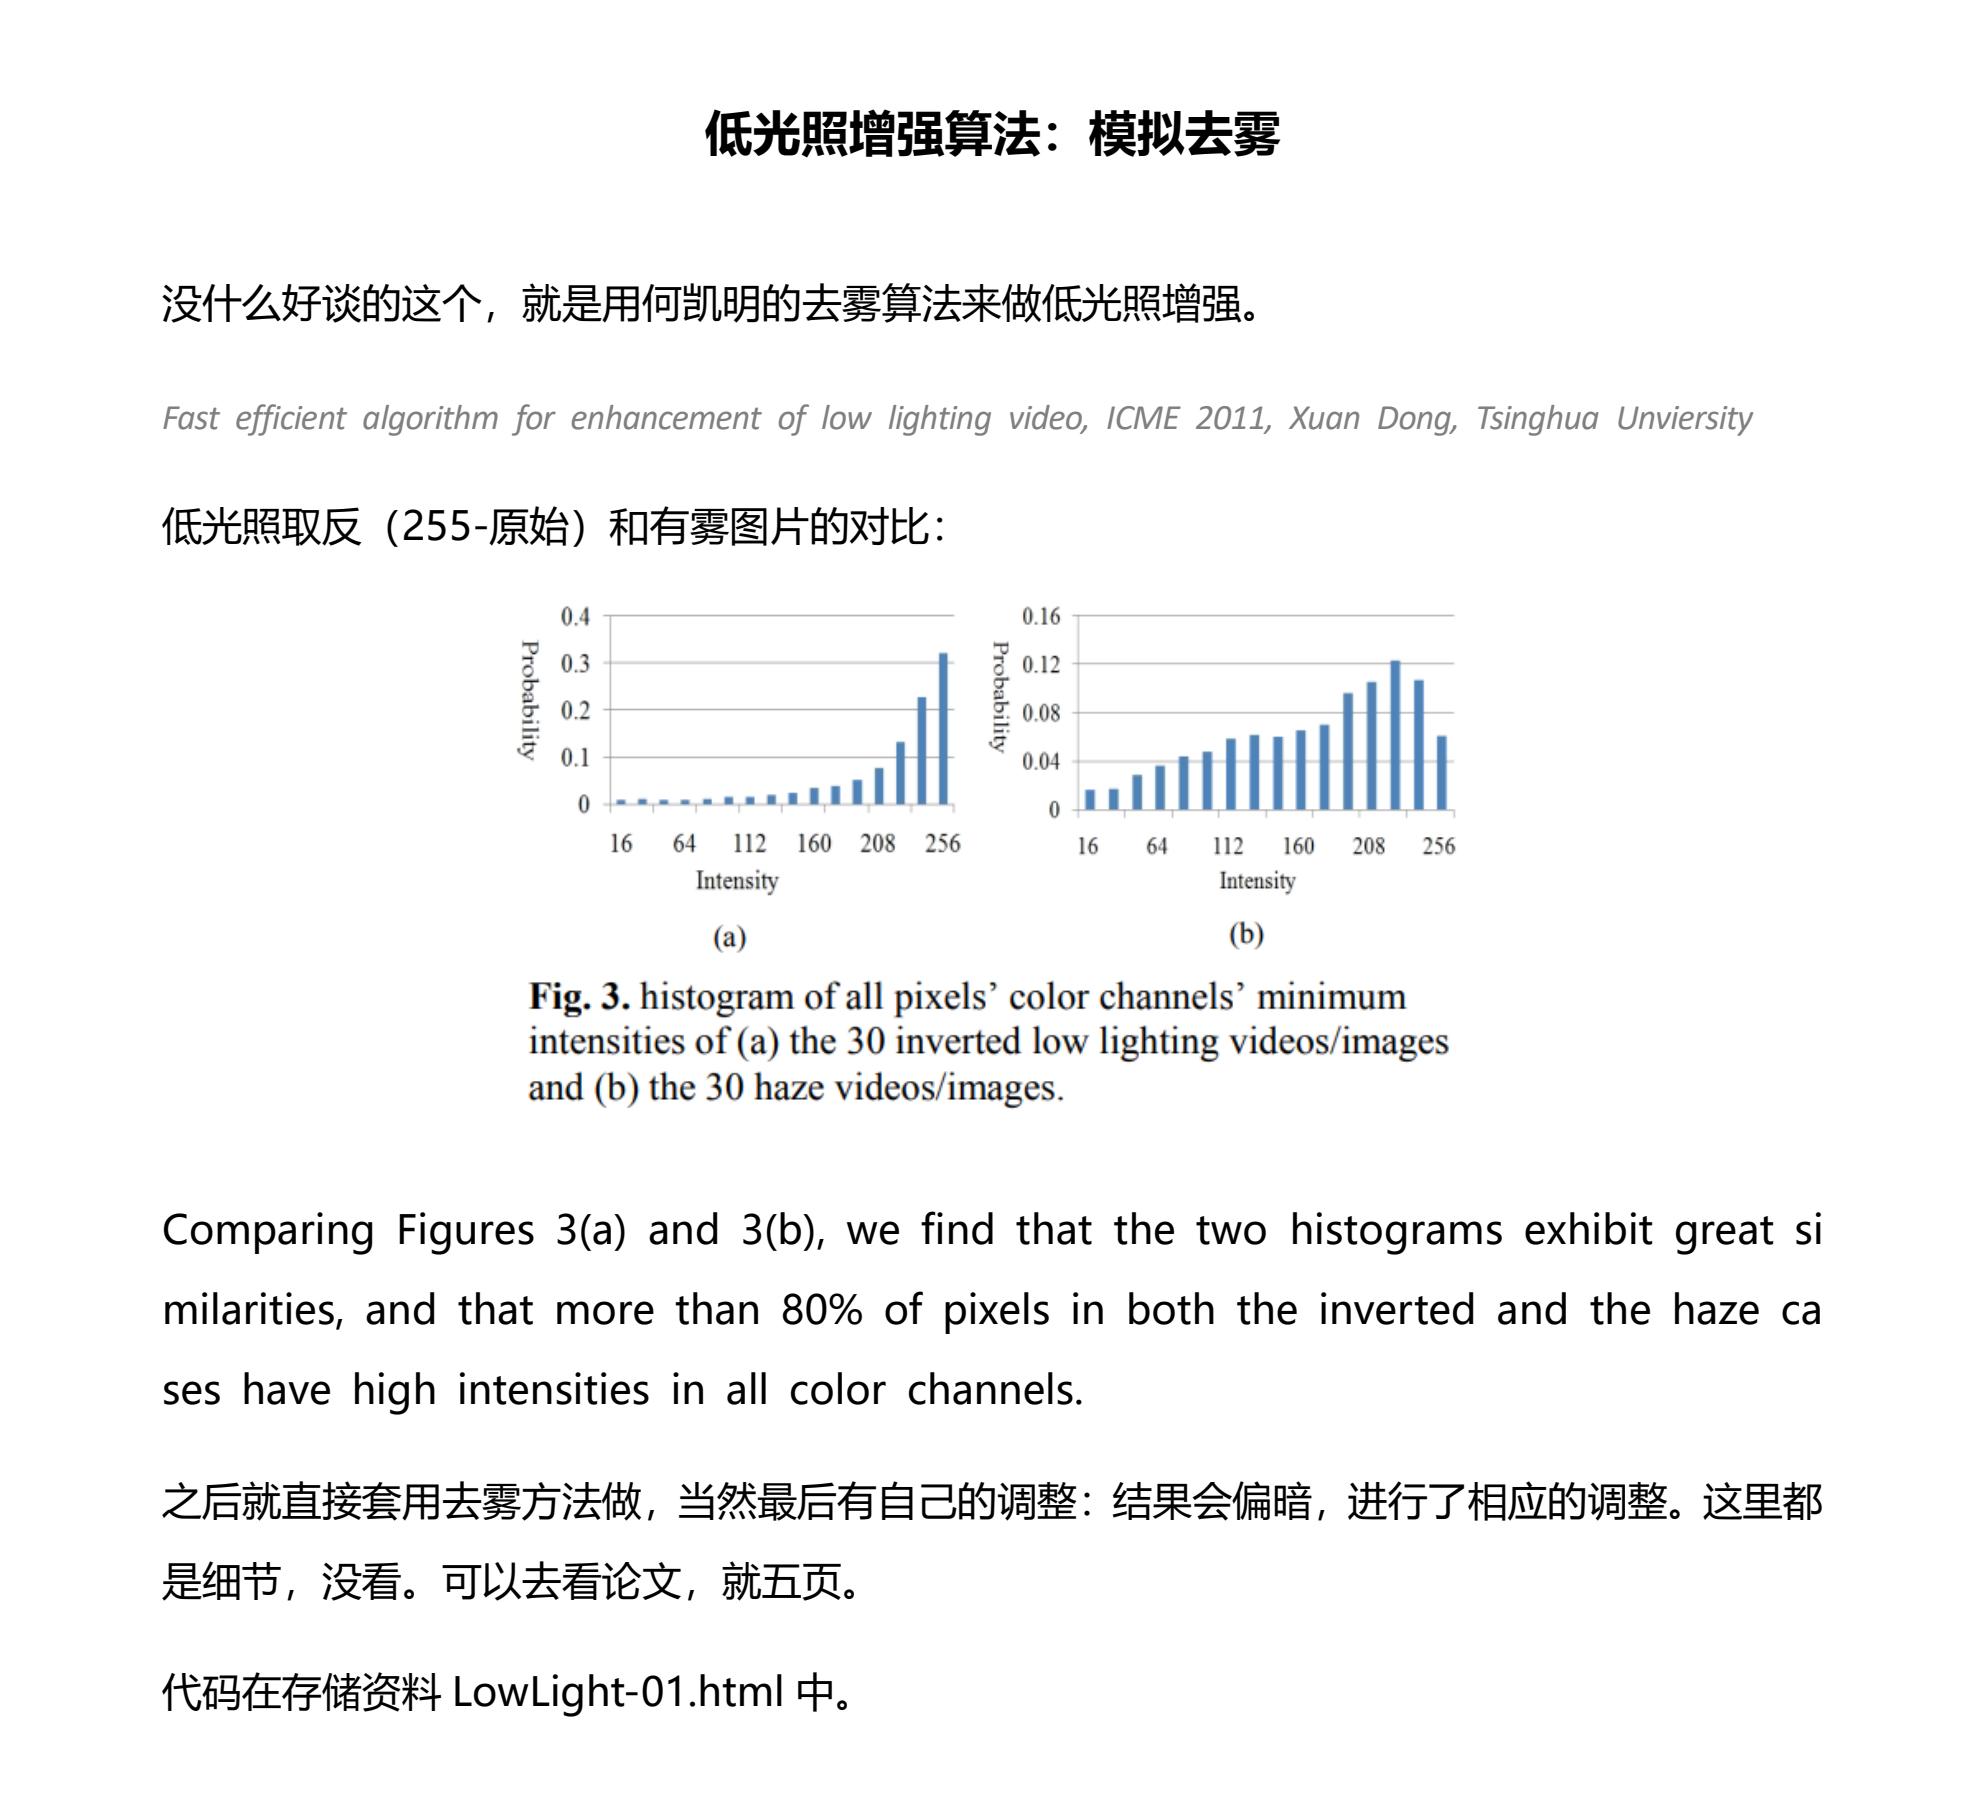 低光照增强算法：模拟去雾
没什么好谈的这个，就是用何凯明的去雾算法来做低光照增强。
Fast efficient algorithm for enhancement of low lighting video, ICME 2011, Xuan Dong, Tsinghua Unviersity
低光照取反（255-原始）和有雾图片的对比：
Probability
0.4
0.3
0.2
0.1
0
16 64 112 160 208 256
Intensity
(a)
Probability
0.16
0.12
0.08
0.04
0
16 64 112 160 208 256
Intensity
(b)
Fig. 3. histogram of all pixels’ color channels’ minimum
intensities of (a) the 30 inverted low lighting videos/images
and (b) the 30 haze videos/images.
Comparing Figures 3(a) and 3(b), we find that the two histograms exhibit great si
milarities, and that more than 80% of pixels in both the inverted and the haze ca
ses have high intensities in all color channels.
之后就直接套用去雾方法做，当然最后有自己的调整：结果会偏暗，进行了相应的调整。这里都
是细节，没看。可以去看论文，就五页。
代码在存储资料 LowLight-01.html 中。